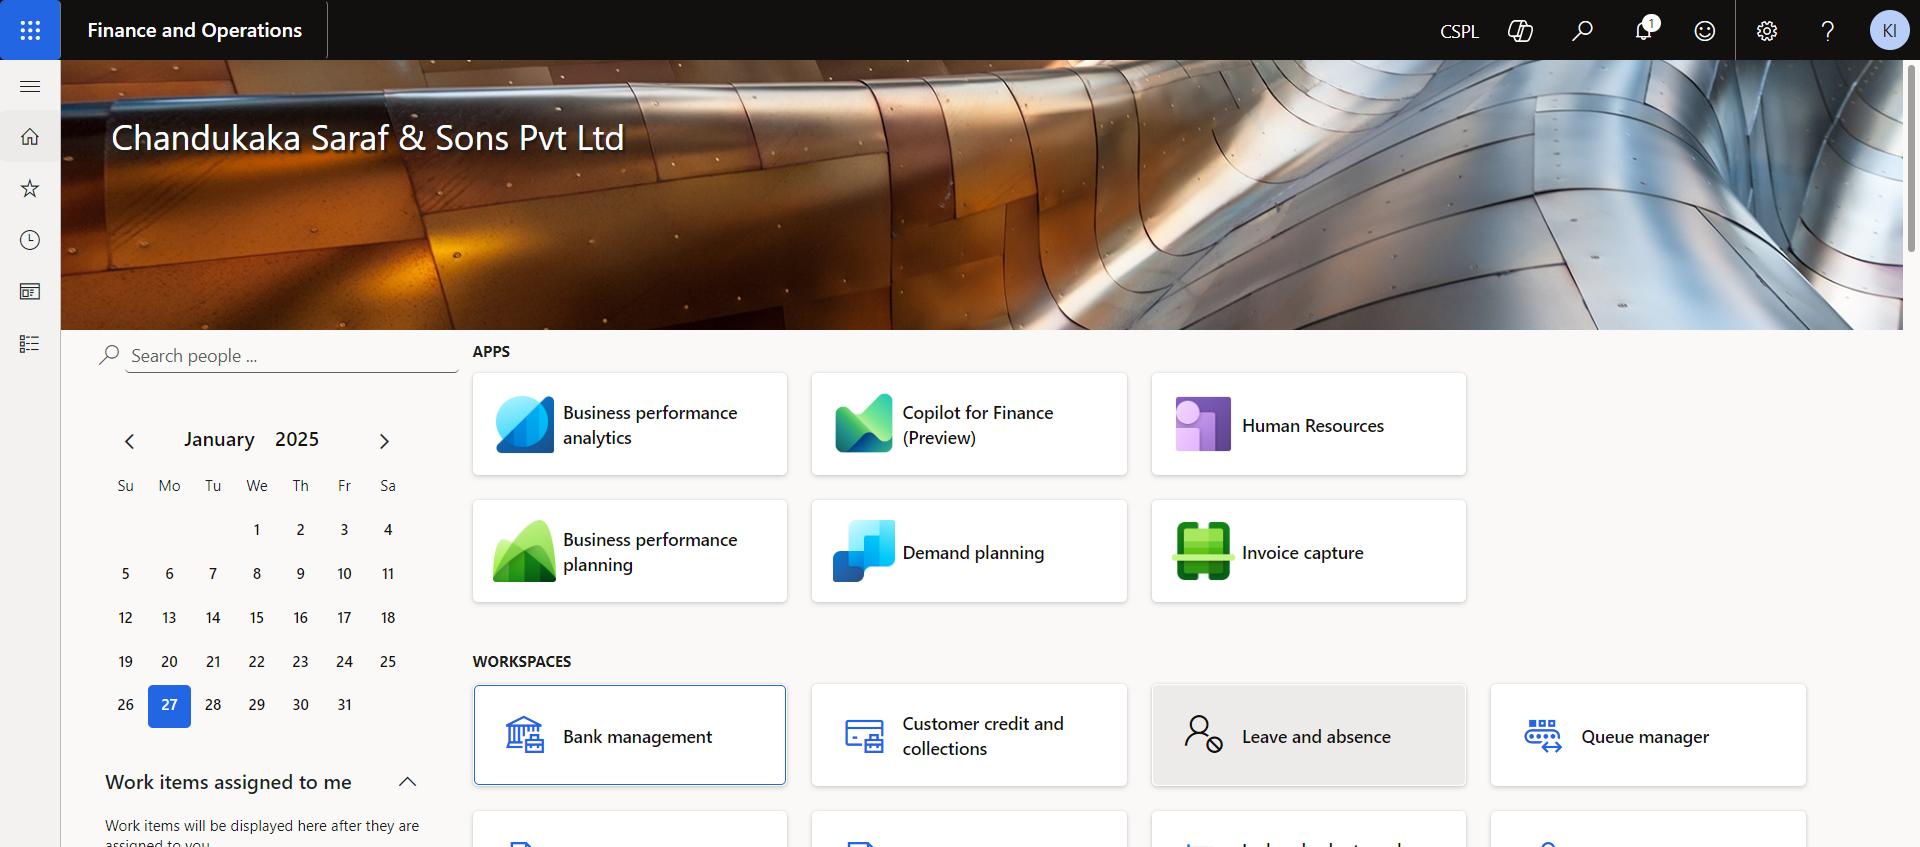 Finance and Operations
CSPL
1
KI
Chandukaka Saraf & Sons Pvt Ltd
Search people ...
January 2025
Su Mo Tu We Th Fr Sa
1 2 3 4
5 6 7 8 9 10 11
12 13 14 15 16 17 18
19 20 21 22 23 24 25
26 27 28 29 30 31
Work items assigned to me
Work items will be displayed here after they are
assigned to you
APPS
Business performance
analytics
Copilot for Finance
(Preview)
Human Resources
Business performance
planning
Demand planning
Invoice capture
WORKSPACES
Bank management
Customer credit and
collections
Leave and absence
Queue manager